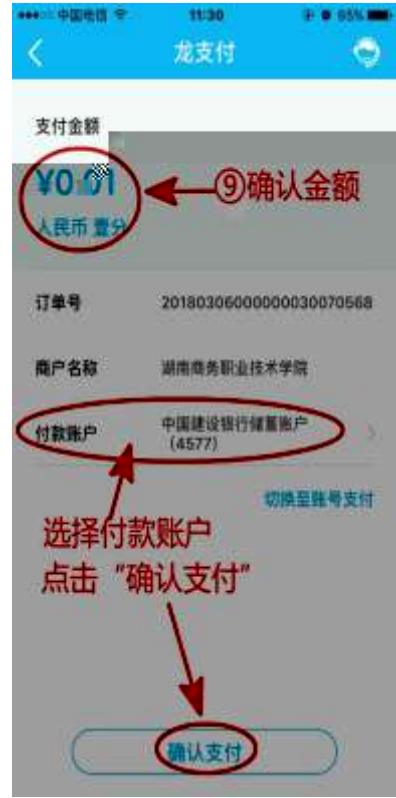 中国电信 11:30 65%
龙支付
支付金额
¥0.01
⑨确认金额
人民币 壹分
订单号 20180306000000030070568
商户名称 湖南商务职业技术学院
付款账户 中国建设银行储蓄账户
(4577)
切换至账号支付
选择付款账户
点击“确认支付”
确认支付